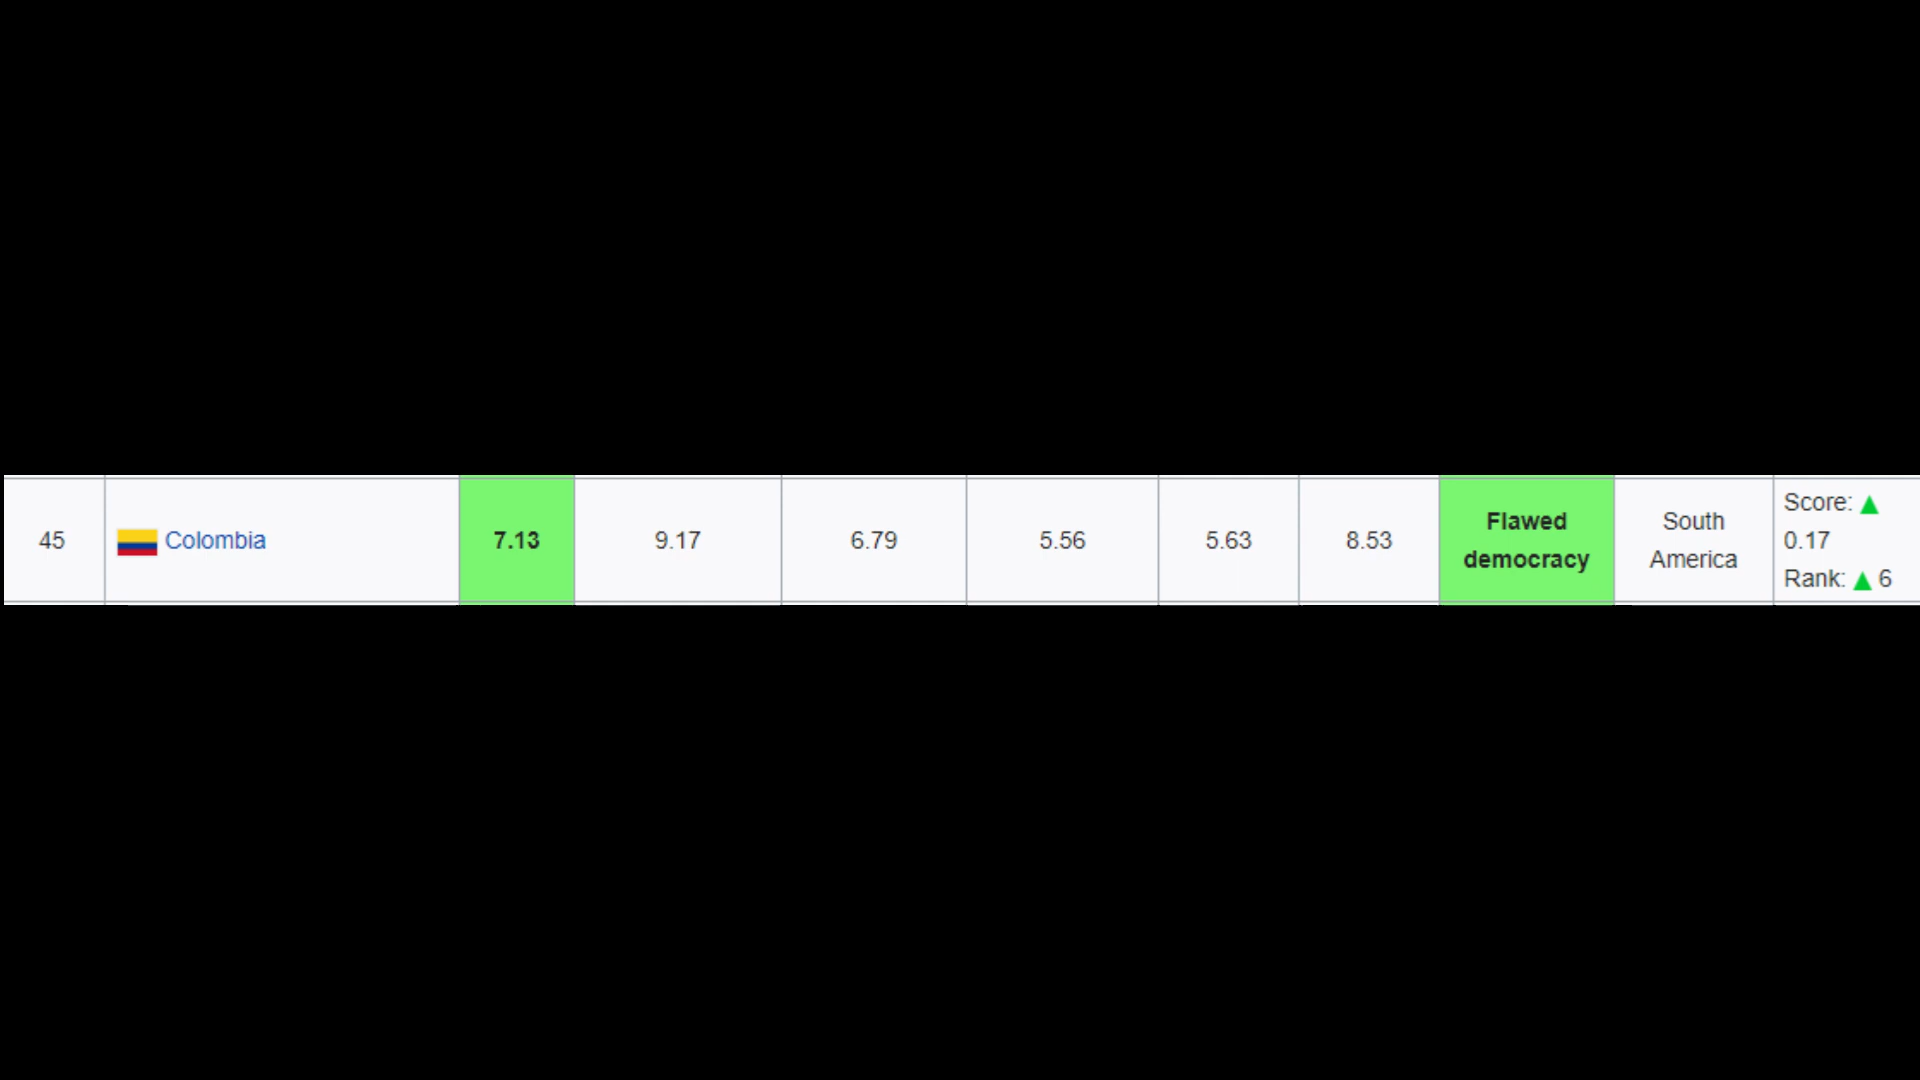 45 Colombia 7.13 9.17 6.79 5.56 5.63 8.53 Flawed democracy South America Score: ▲ 0.17 Rank: ▲ 6